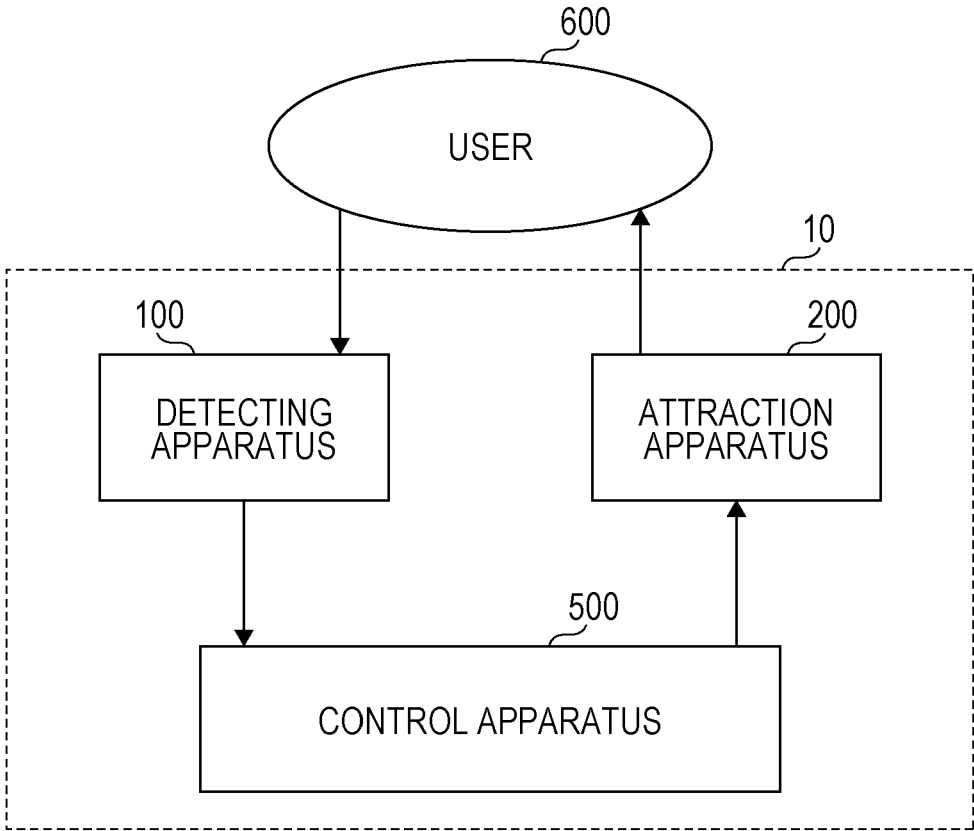 600
USER
10
100
200
DETECTING
APPARATUS
ATTRACTION
APPARATUS
500
CONTROL APPARATUS